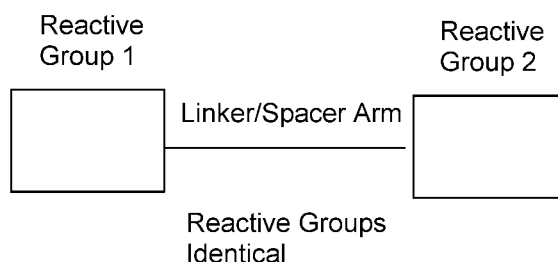 Reactive
Group 1
Reactive
Group 2
Linker/Spacer Arm
Reactive Groups
Identical